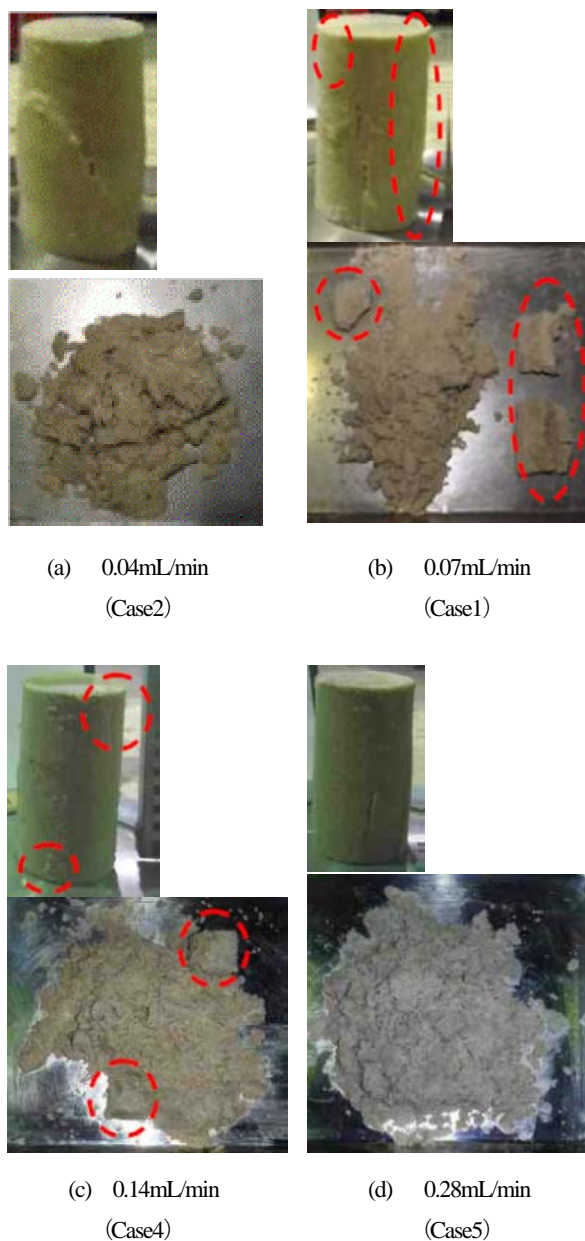 (a) 0.04mL/min
(Case2)
(b) 0.07mL/min
(Case1)
(c) 0.14mL/min
(Case4)
(d) 0.28mL/min
(Case5)